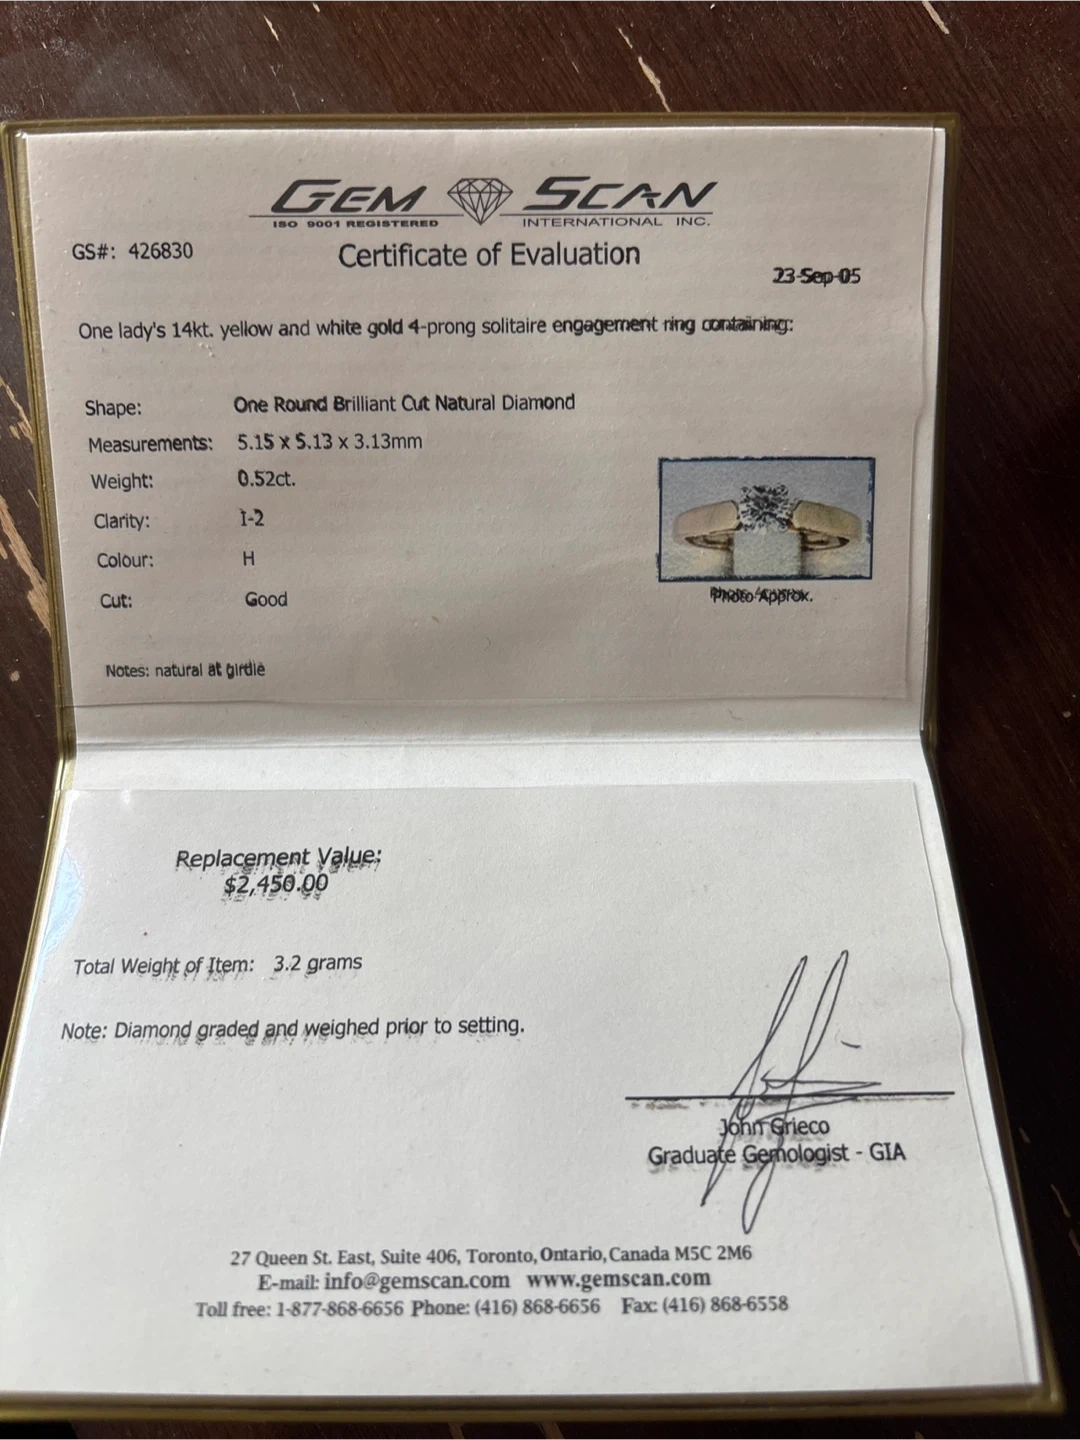 GEM SCAN
ISO 9001 REGISTERED INTERNATIONAL INC.
GS#: 426830
Certificate of Evaluation
23-Sep-05
One lady's 14kt. yellow and white gold 4-prong solitaire engagement ring containing:
Shape: One Round Brilliant Cut Natural Diamond
Measurements: 5.15 x 5.13 x 3.13mm
Weight: 0.52ct.
Clarity: I-2
Colour: H
Cut: Good
Photo Approx.
Notes: natural at girdle
Replacement Value:
$2,450.00
Total Weight of Item: 3.2 grams
Note: Diamond graded and weighed prior to setting.
John Grieco
Graduate Gemologist - GIA
27 Queen St. East, Suite 406, Toronto, Ontario, Canada M5C 2M6
E-mail: info@gemscan.com www.gemscan.com
Toll free: 1-877-868-6656 Phone: (416) 868-6656 Fax: (416) 868-6558